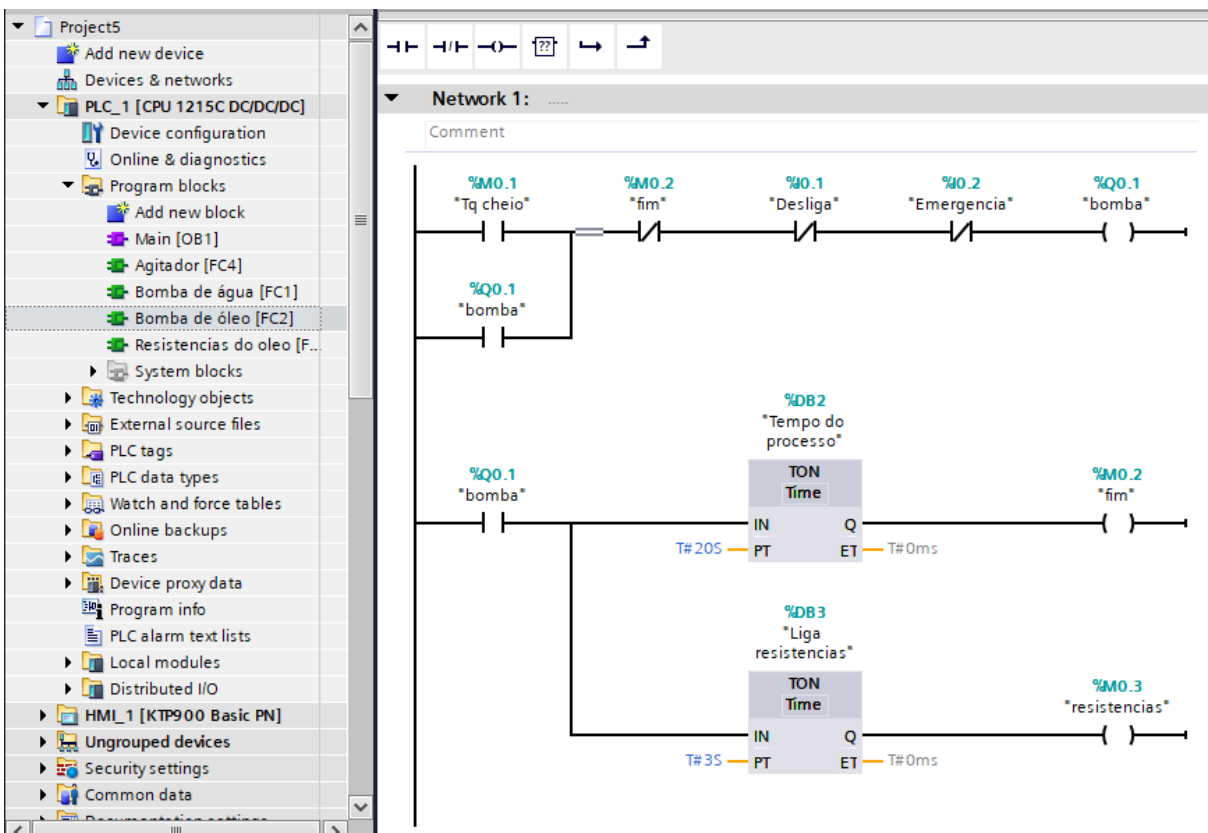 Project5
Add new device
Devices & networks
PLC_1 [CPU 1215C DC/DC/DC]
Device configuration
Online & diagnostics
Program blocks
Add new block
Main [OB1]
Agitador [FC4]
Bomba de água [FC1]
Bomba de óleo [FC2]
Resistencias do oleo [F...
System blocks
Technology objects
External source files
PLC tags
PLC data types
Watch and force tables
Online backups
Traces
Device proxy data
Program info
PLC alarm text lists
Local modules
Distributed I/O
HMI_1 [KTP900 Basic PN]
Ungrouped devices
Security settings
Common data
Documentation settings
??
Network 1: .....
Comment
%M0.1 %M0.2 %I0.1 %I0.2 %Q0.1
"Tq cheio" "fim" "Desliga" "Emergencia" "bomba"
%Q0.1
"bomba"
%DB2
"Tempo do
processo"
%Q0.1 TON %M0.2
"bomba" Time "fim"
IN Q
T#20S PT ET T#0ms
%DB3
"Liga
resistencias"
TON %M0.3
Time "resistencias"
IN Q
T#3S PT ET T#0ms